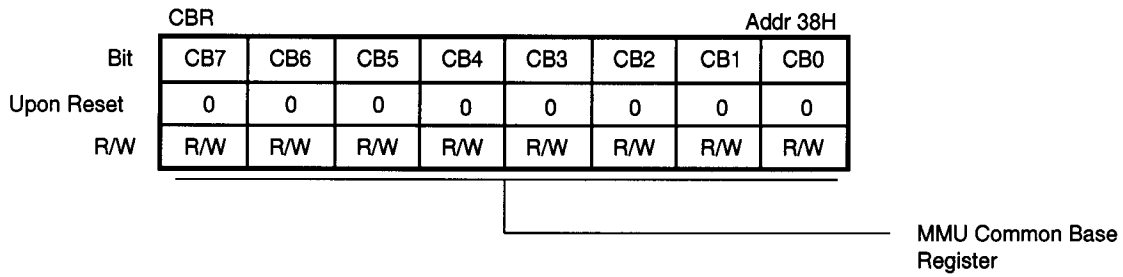 CBR Addr 38H
Bit CB7 CB6 CB5 CB4 CB3 CB2 CB1 CB0
Upon Reset 0 0 0 0 0 0 0 0
R/W R/W R/W R/W R/W R/W R/W R/W R/W
MMU Common Base
Register